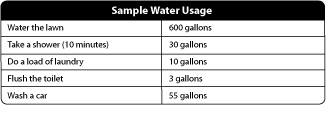 Sample Water Usage
Water the lawn 600 gallons
Take a shower (10 minutes) 30 gallons
Do a load of laundry 10 gallons
Flush the toilet 3 gallons
Wash a car 55 gallons